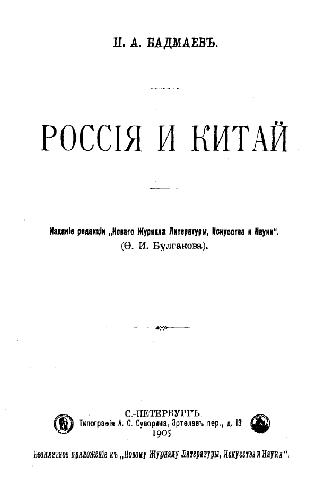 П. А. БАДМАЕВЪ.
РОССІЯ И КИТАЙ
Изданіе редакціи „Новаго Журнала Литературы, Искусства и Науки“.
(Ѳ. И. Булгакова).
С.-ПЕТЕРБУРГЪ
Типографія А. С. Суворина, Эртелевъ пер., д. 13
1905
Безплатное приложеніе къ „Новому Журналу Литературы, Искусства и Науки“.